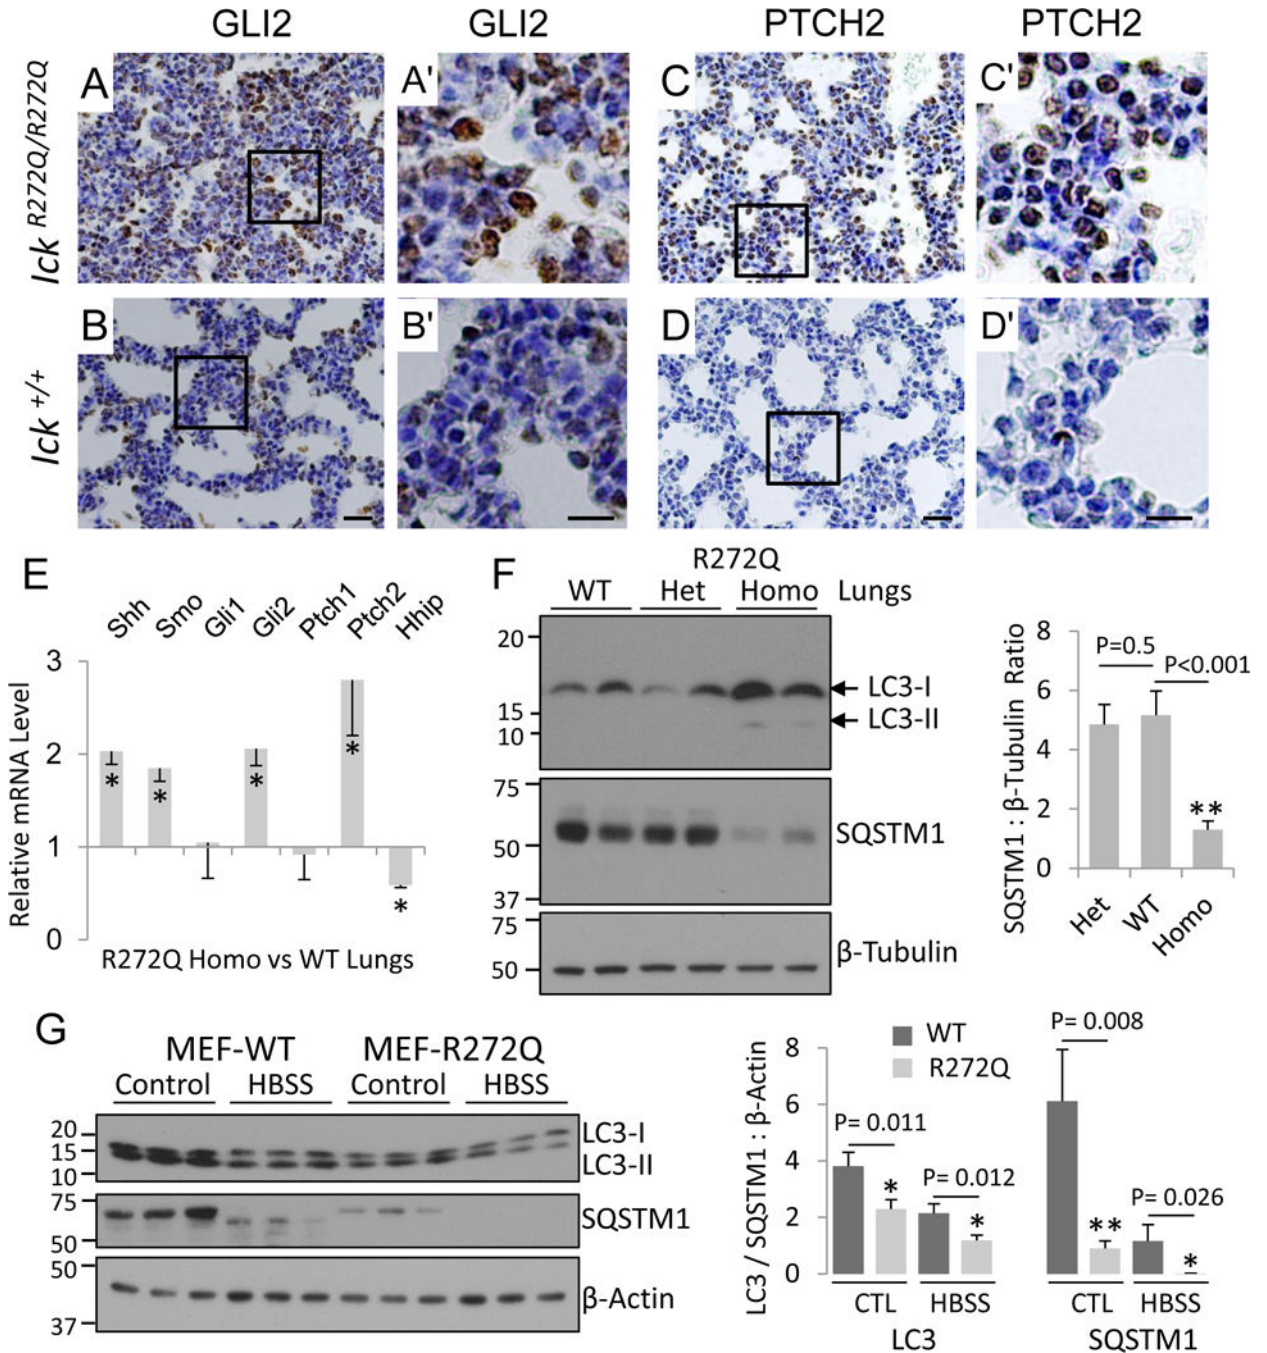 GLI2 GLI2 PTCH2 PTCH2
Ick R272Q/R272Q
A A' C C'
Ick +/+
B B' D D'
E
Shh Smo Gli1 Gli2 Ptch1 Ptch2 Hhip
Relative mRNA Level
3
2
1
0
* * * * *
R272Q Homo vs WT Lungs
F
R272Q
WT Het Homo Lungs
20
15
10
LC3-I
LC3-II
75
50
37
SQSTM1
75
50
β-Tubulin
SQSTM1 : β-Tubulin Ratio
8
6
4
2
0
P=0.5
P<0.001
**
Het WT Homo
G
MEF-WT MEF-R272Q
Control HBSS Control HBSS
20
15
10
LC3-I
LC3-II
75
50
SQSTM1
50
37
β-Actin
LC3 / SQSTM1 : β-Actin
8
6
4
2
0
WT
R272Q
P= 0.011
*
P= 0.012
*
P= 0.008
**
P= 0.026
*
CTL HBSS CTL HBSS
LC3 SQSTM1